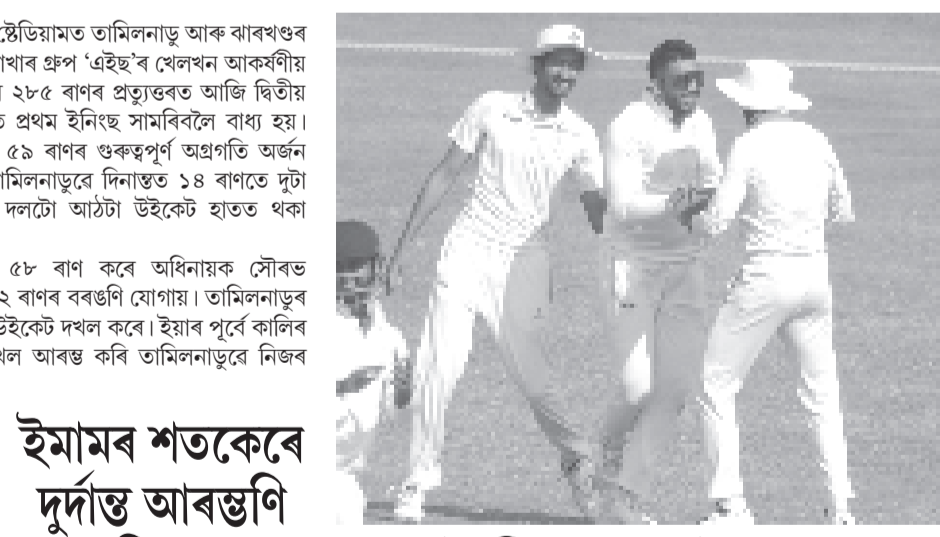 ষ্টেডিয়ামত তামিলনাডু আৰু ঝাৰখণ্ডৰ
গ্ৰুপ ‘এইছ’ৰ খেলখন আকৰ্ষণীয়
২৮৫ ৰাণৰ প্ৰত্যুত্তৰত আজি দ্বিতীয়
প্ৰথম ইনিংছ সামৰিবলৈ বাধ্য হয়।
৫৯ ৰাণৰ গুৰুত্বপূৰ্ণ অগ্ৰগতি অৰ্জন
তামিলনাডুৱে দিনান্তত ১৪ ৰাণতে দুটা
দলটো আঠটা উইকেট হাতত থকা
৫৮ ৰাণ কৰে অধিনায়ক সৌৰভ
ৰাণৰ বৰঙণি যোগায়। তামিলনাডুৰ
উইকেট দখল কৰে। ইয়াৰ পূৰ্বে কালিৰ
আৰম্ভ কৰি তামিলনাডুৱে নিজৰ
ইমামৰ শতকেৰে
দুৰ্দান্ত আৰম্ভণি